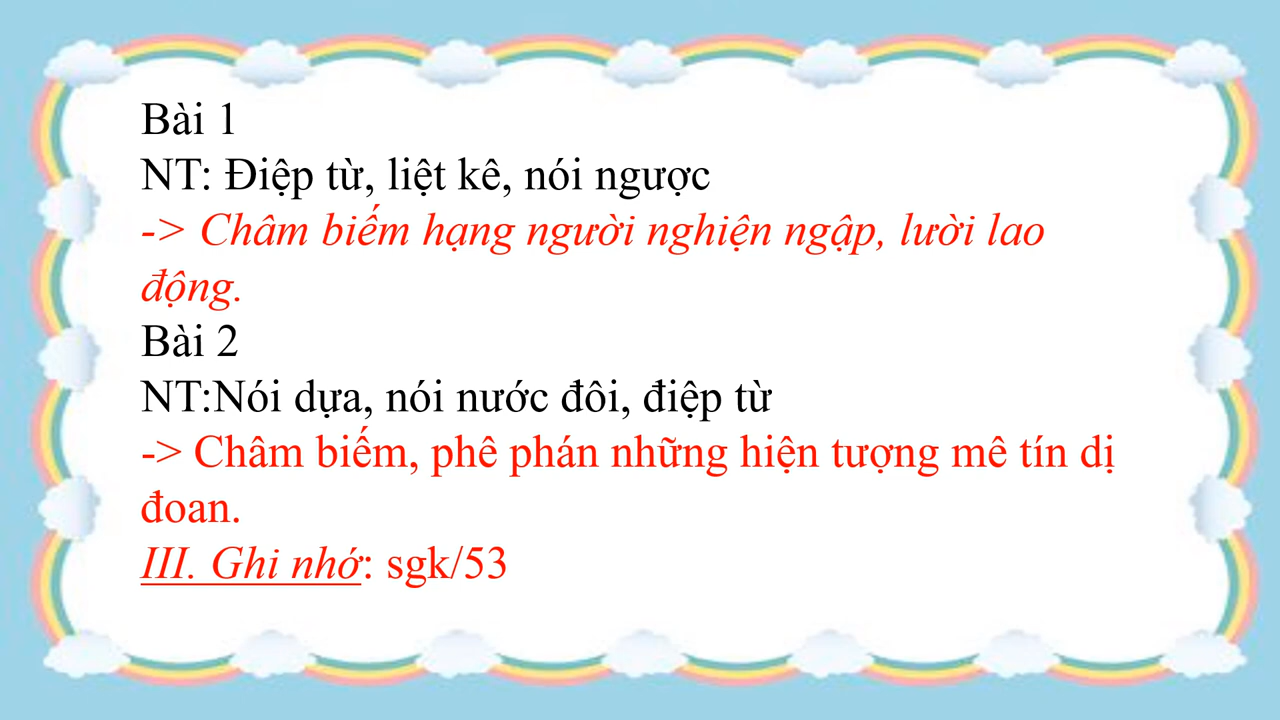 Bài 1
NT: Điệp từ, liệt kê, nói ngược
-> Châm biếm hạng người nghiện ngập, lười lao
động.
Bài 2
NT:Nói dựa, nói nước đôi, điệp từ
-> Châm biếm, phê phán những hiện tượng mê tín dị
đoan.
III. Ghi nhớ: sgk/53